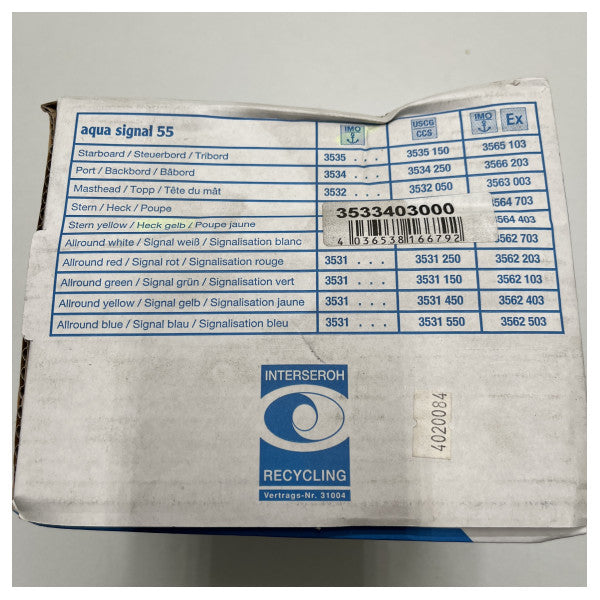 aqua signal 55 IMO USCG CCS IMO Ex
Starboard / Steuerbord / Tribord 3535 . . . 3535 150 3565 103
Port / Backbord / Bâbord 3534 . . . 3534 250 3566 203
Masthead / Topp / Tête du mât 3532 . . . 3532 050 3563 003
Stern / Heck / Poupe 3533403000 564 703
Stern yellow / Heck gelb / Poupe jaune 564 403
Allround white / Signal weiß / Signalisation blanc 4 036538 166792 3562 703
Allround red / Signal rot / Signalisation rouge 3531 . . . 3531 250 3562 203
Allround green / Signal grün / Signalisation vert 3531 . . . 3531 150 3562 103
Allround yellow / Signal gelb / Signalisation jaune 3531 . . . 3531 450 3562 403
Allround blue / Signal blau / Signalisation bleu 3531 . . . 3531 550 3562 503
INTERSEROH
RECYCLING
Vertrags-Nr. 31004
4020084